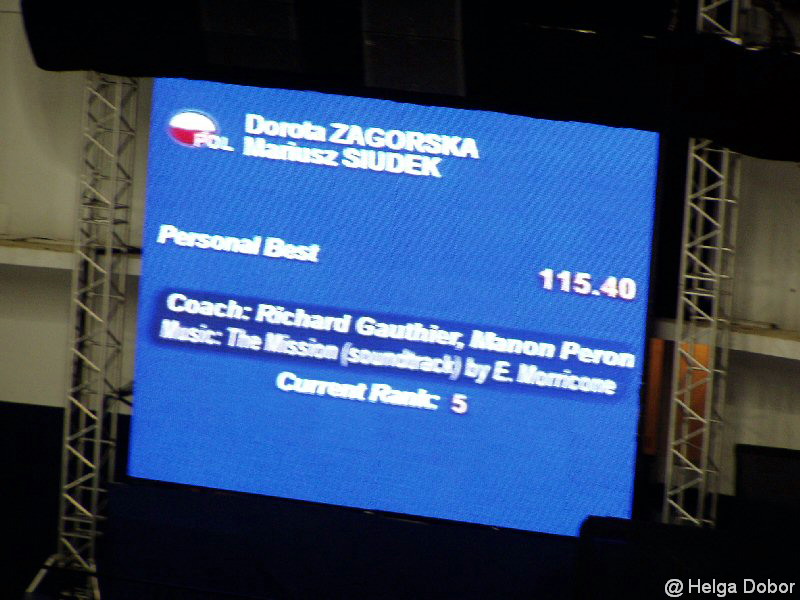 POL
Dorota ZAGORSKA
Mariusz SIUDEK
Personal Best
115.40
Coach: Richard Gauthier, Manon Peron
Music: The Mission (soundtrack) by E. Morricone
Current Rank: 5
@ Helga Dobor